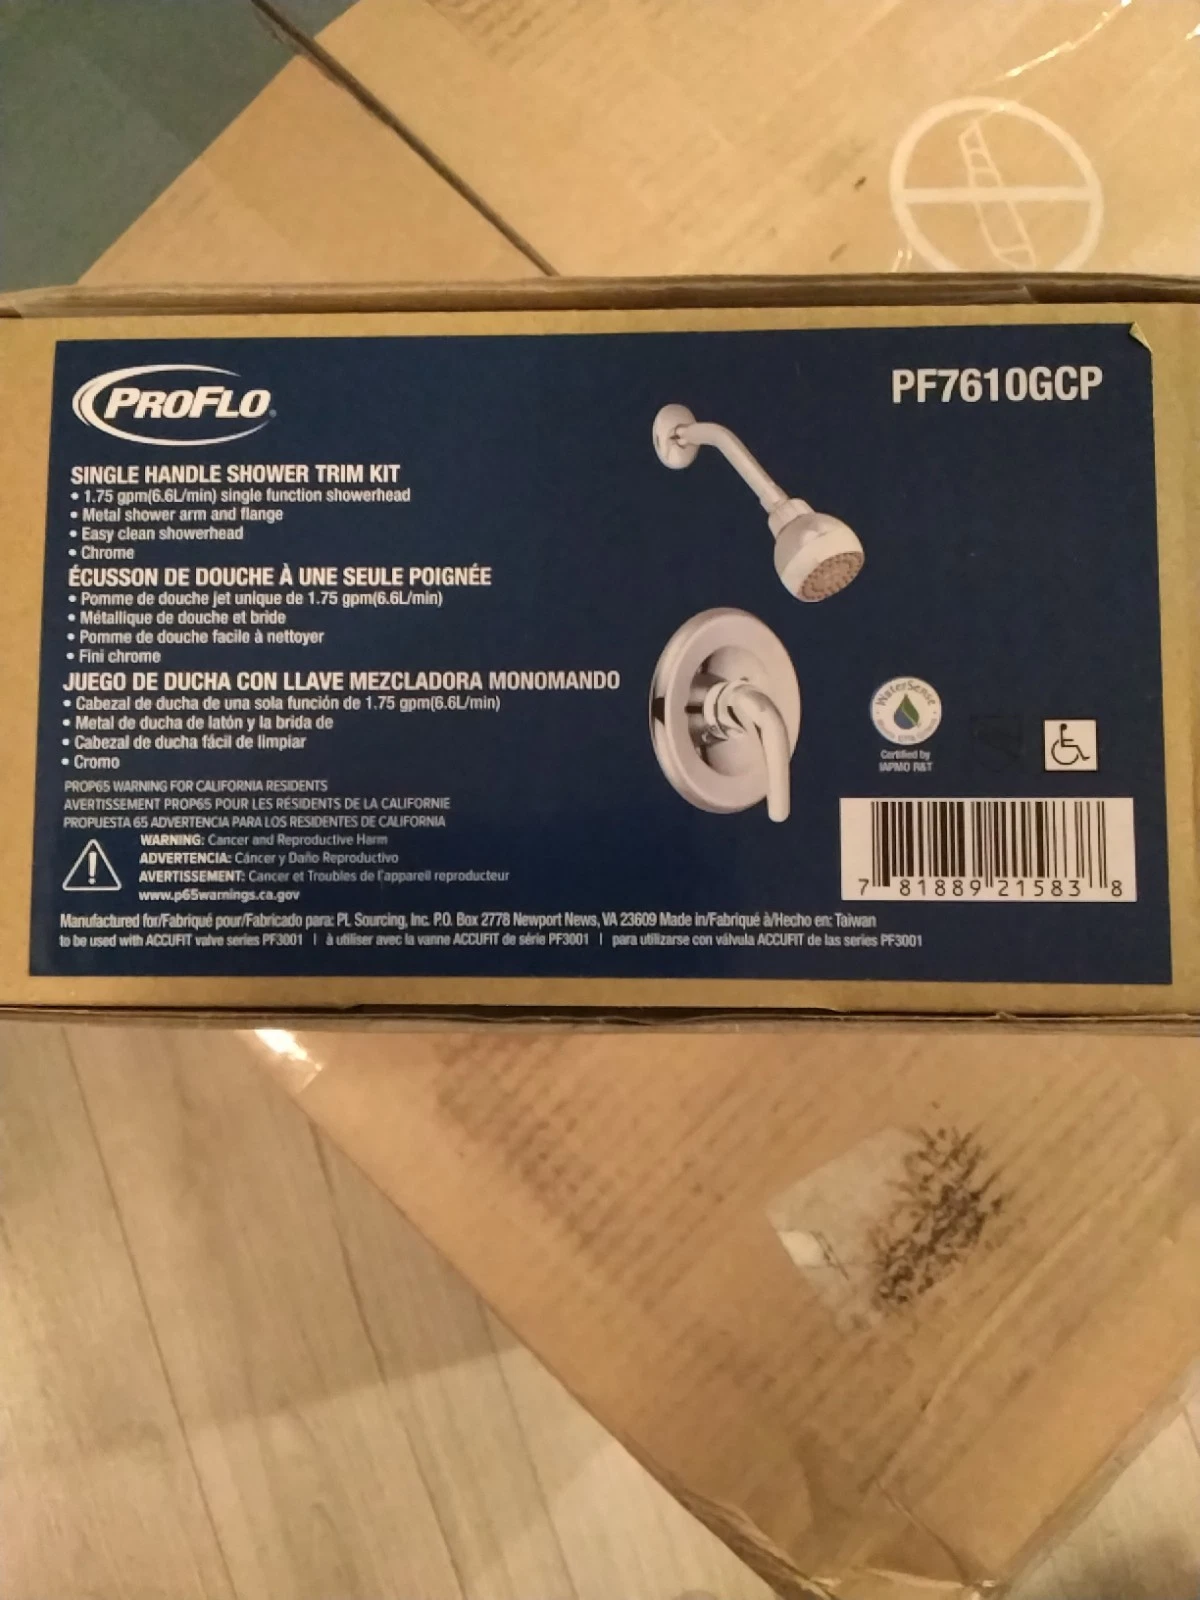 PROFLO®
PF7610GCP
SINGLE HANDLE SHOWER TRIM KIT
• 1.75 gpm(6.6L/min) single function showerhead
• Metal shower arm and flange
• Easy clean showerhead
• Chrome
ÉCUSSON DE DOUCHE À UNE SEULE POIGNÉE
• Pomme de douche jet unique de 1.75 gpm(6.6L/min)
• Métallique de douche et bride
• Pomme de douche facile à nettoyer
• Fini chrome
JUEGO DE DUCHA CON LLAVE MEZCLADORA MONOMANDO
• Cabezal de ducha de una sola función de 1.75 gpm(6.6L/min)
• Metal de ducha de latón y la brida de
• Cabezal de ducha fácil de limpiar
• Cromo
WaterSense
EPA
Certified by
IAPMO R&T
PROP65 WARNING FOR CALIFORNIA RESIDENTS
AVERTISSEMENT PROP65 POUR LES RÉSIDENTS DE LA CALIFORNIE
PROPUESTA 65 ADVERTENCIA PARA LOS RESIDENTES DE CALIFORNIA
WARNING: Cancer and Reproductive Harm
ADVERTENCIA: Cáncer y Daño Reproductivo
AVERTISSEMENT: Cancer et Troubles de l'appareil reproducteur
www.p65warnings.ca.gov
7 81889 21583 8
Manufactured for/Fabriqué pour/Fabricado para: PL Sourcing, Inc. P.O. Box 2778 Newport News, VA 23609 Made in/Fabriqué à/Hecho en: Taiwan
to be used with ACCUFIT valve series PF3001 | à utiliser avec la vanne ACCUFIT de série PF3001 | para utilizarse con válvula ACCUFIT de las series PF3001